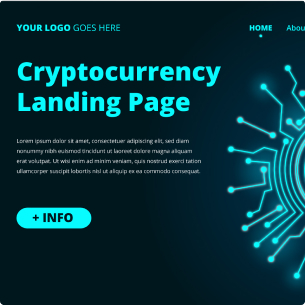 YOUR LOGO GOES HERE
HOME Abou
Cryptocurrency
Landing Page
Lorem ipsum dolor sit amet, consectetuer adipiscing elit, sed diam
nonummy nibh euismod tincidunt ut laoreet dolore magna aliquam
erat volutpat. Ut wisi enim ad minim veniam, quis nostrud exerci tation
ullamcorper suscipit lobortis nisl ut aliquip ex ea commodo consequat.
+ INFO